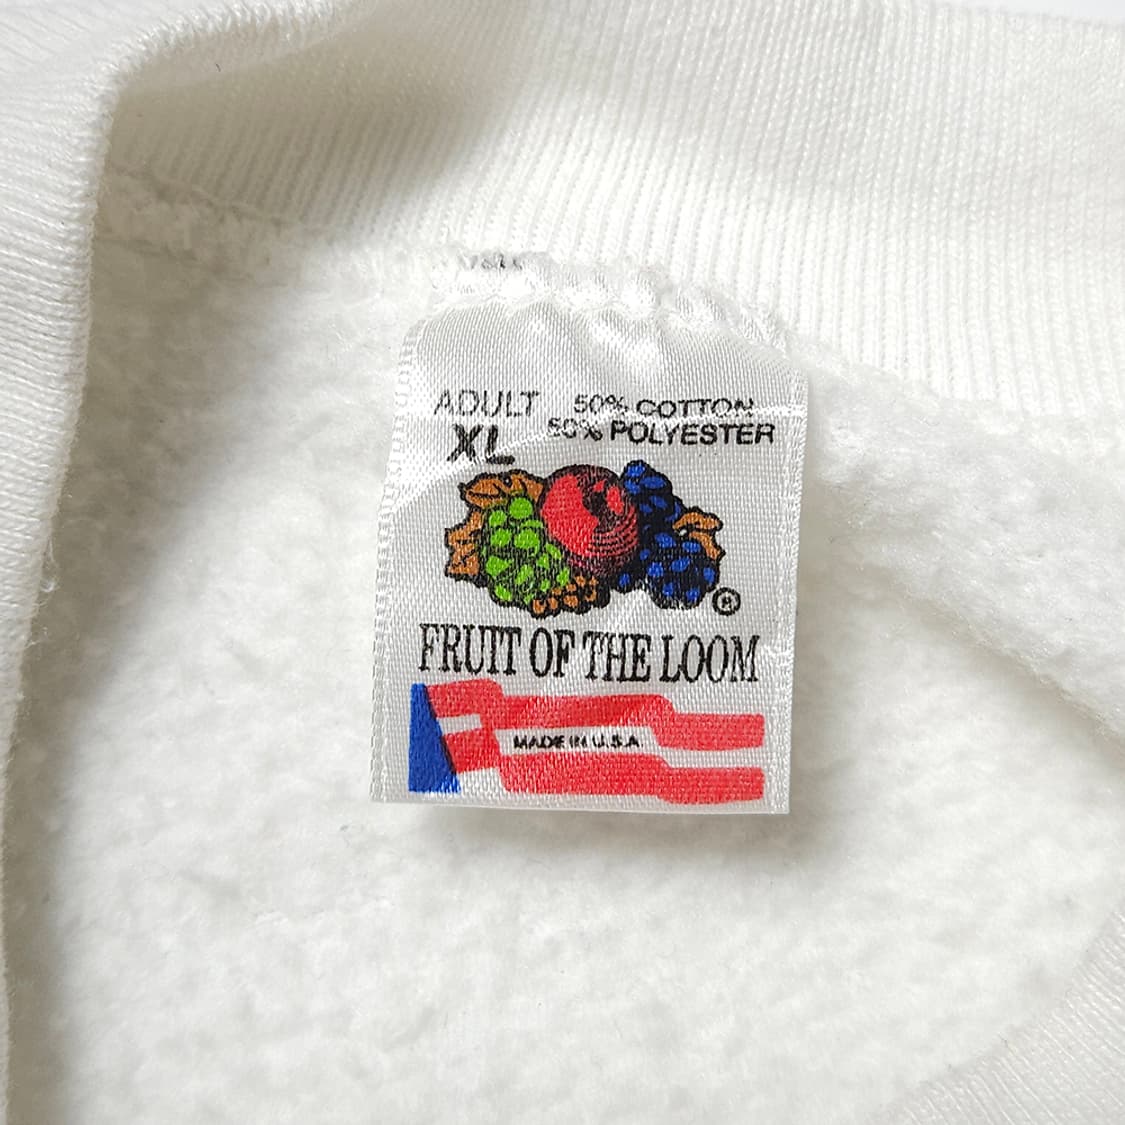 ADULT 50% COTTON
XL 50% POLYESTER
®
FRUIT OF THE LOOM
MADE IN U.S.A